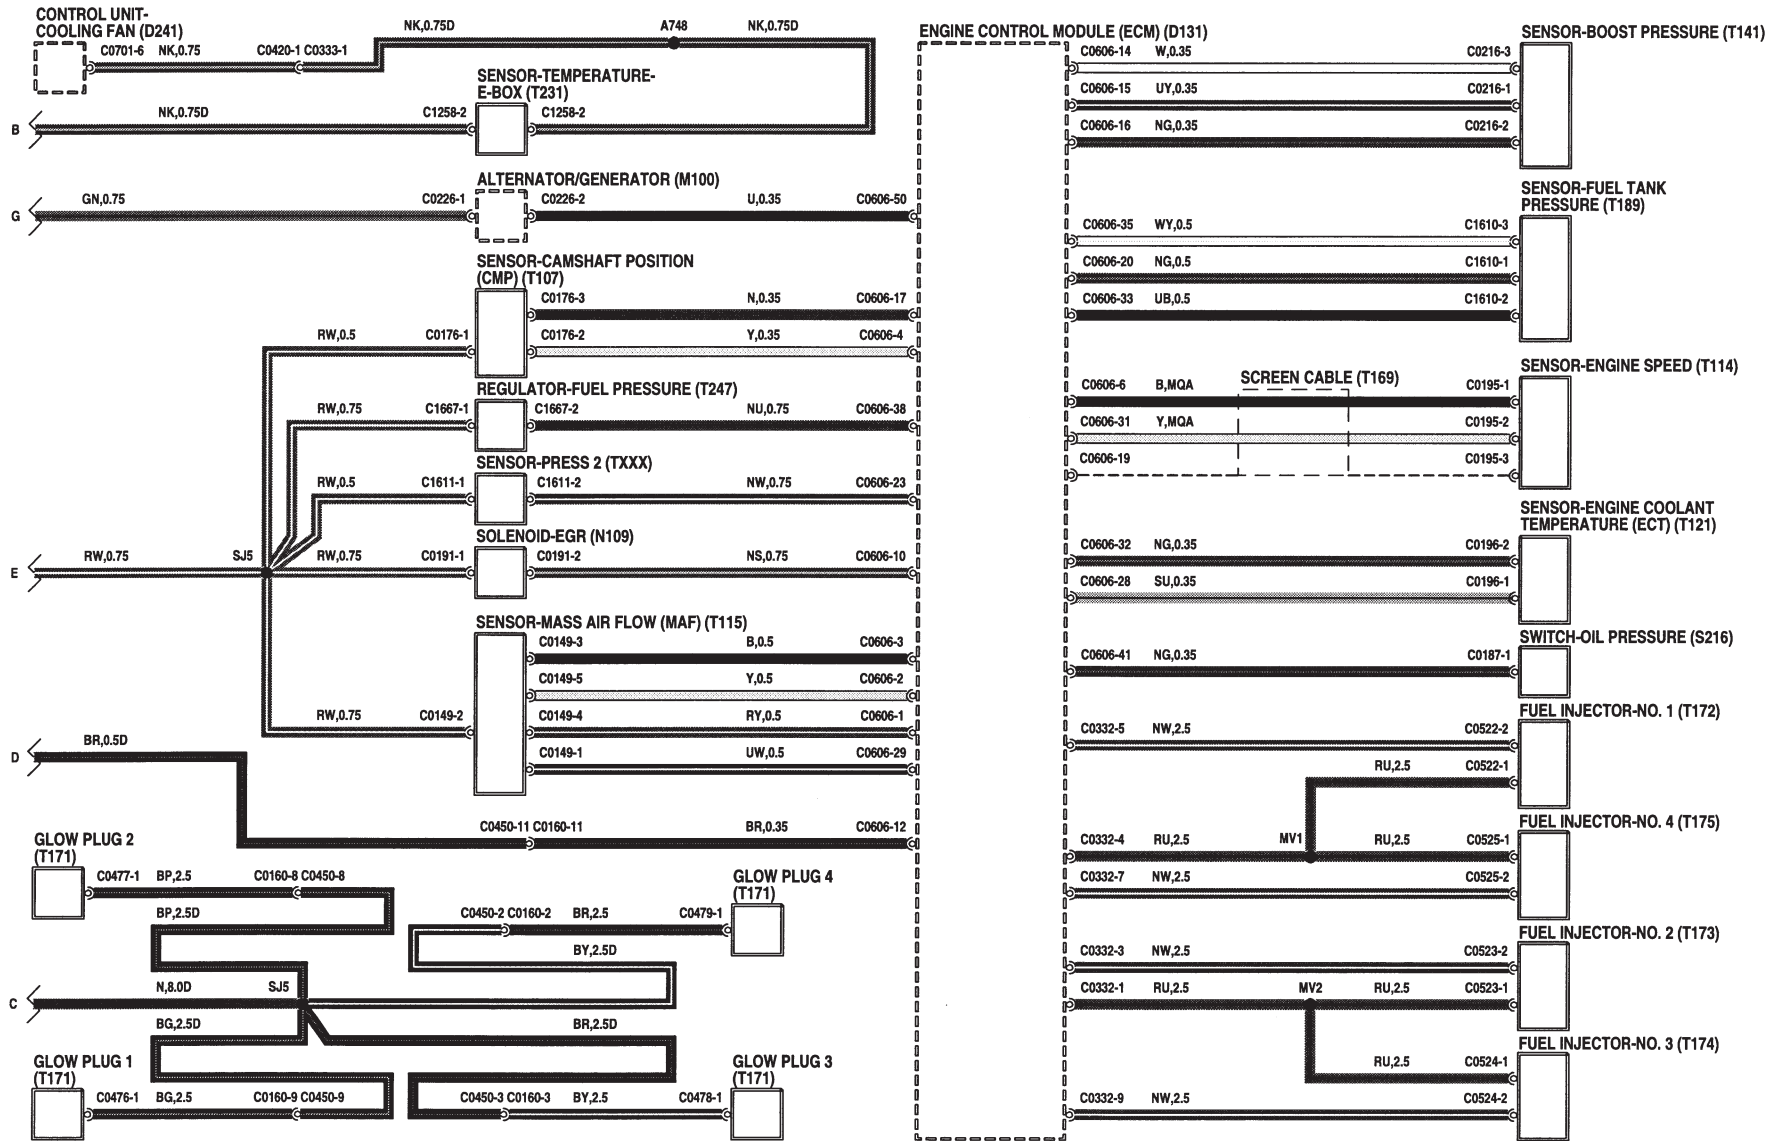 CONTROL UNIT-
COOLING FAN (D241)
C0701-6 NK,0.75 C0420-1 C0333-1
NK,0.75D A748 NK,0.75D
SENSOR-TEMPERATURE-
E-BOX (T231)
B NK,0.75D C1258-2 C1258-2
ALTERNATOR/GENERATOR (M100)
G GN,0.75 C0226-1 C0226-2 U,0.35 C0606-50
SENSOR-CAMSHAFT POSITION
(CMP) (T107)
C0176-3 N,0.35 C0606-17
RW,0.5 C0176-1 C0176-2 Y,0.35 C0606-4
REGULATOR-FUEL PRESSURE (T247)
RW,0.75 C1667-1 C1667-2 NU,0.75 C0606-38
SENSOR-PRESS 2 (TXXX)
RW,0.5 C1611-1 C1611-2 NW,0.75 C0606-23
SOLENOID-EGR (N109)
E RW,0.75 SJ5 RW,0.75 C0191-1 C0191-2 NS,0.75 C0606-10
SENSOR-MASS AIR FLOW (MAF) (T115)
C0149-3 B,0.5 C0606-3
C0149-5 Y,0.5 C0606-2
RW,0.75 C0149-2 C0149-4 RY,0.5 C0606-1
C0149-1 UW,0.5 C0606-29
D BR,0.5D
C0450-11 C0160-11 BR,0.35 C0606-12
GLOW PLUG 2
(T171)
C0477-1 BP,2.5 C0160-8 C0450-8
BP,2.5D
GLOW PLUG 4
(T171)
C0450-2 C0160-2 BR,2.5 C0479-1
BY,2.5D
C N,8.0D SJ5
BG,2.5D BR,2.5D
GLOW PLUG 1
(T171)
C0476-1 BG,2.5 C0160-9 C0450-9
GLOW PLUG 3
(T171)
C0450-3 C0160-3 BY,2.5 C0478-1
ENGINE CONTROL MODULE (ECM) (D131)
SENSOR-BOOST PRESSURE (T141)
C0606-14 W,0.35 C0216-3
C0606-15 UY,0.35 C0216-1
C0606-16 NG,0.35 C0216-2
SENSOR-FUEL TANK
PRESSURE (T189)
C0606-35 WY,0.5 C1610-3
C0606-20 NG,0.5 C1610-1
C0606-33 UB,0.5 C1610-2
SENSOR-ENGINE SPEED (T114)
SCREEN CABLE (T169)
C0606-6 B,MQA C0195-1
C0606-31 Y,MQA C0195-2
C0606-19 C0195-3
SENSOR-ENGINE COOLANT
TEMPERATURE (ECT) (T121)
C0606-32 NG,0.35 C0196-2
C0606-28 SU,0.35 C0196-1
SWITCH-OIL PRESSURE (S216)
C0606-41 NG,0.35 C0187-1
FUEL INJECTOR-NO. 1 (T172)
C0332-5 NW,2.5 C0522-2
RU,2.5 C0522-1
FUEL INJECTOR-NO. 4 (T175)
C0332-4 RU,2.5 MV1 RU,2.5 C0525-1
C0332-7 NW,2.5 C0525-2
FUEL INJECTOR-NO. 2 (T173)
C0332-3 NW,2.5 C0523-2
C0332-1 RU,2.5 MV2 RU,2.5 C0523-1
FUEL INJECTOR-NO. 3 (T174)
RU,2.5 C0524-1
C0332-9 NW,2.5 C0524-2